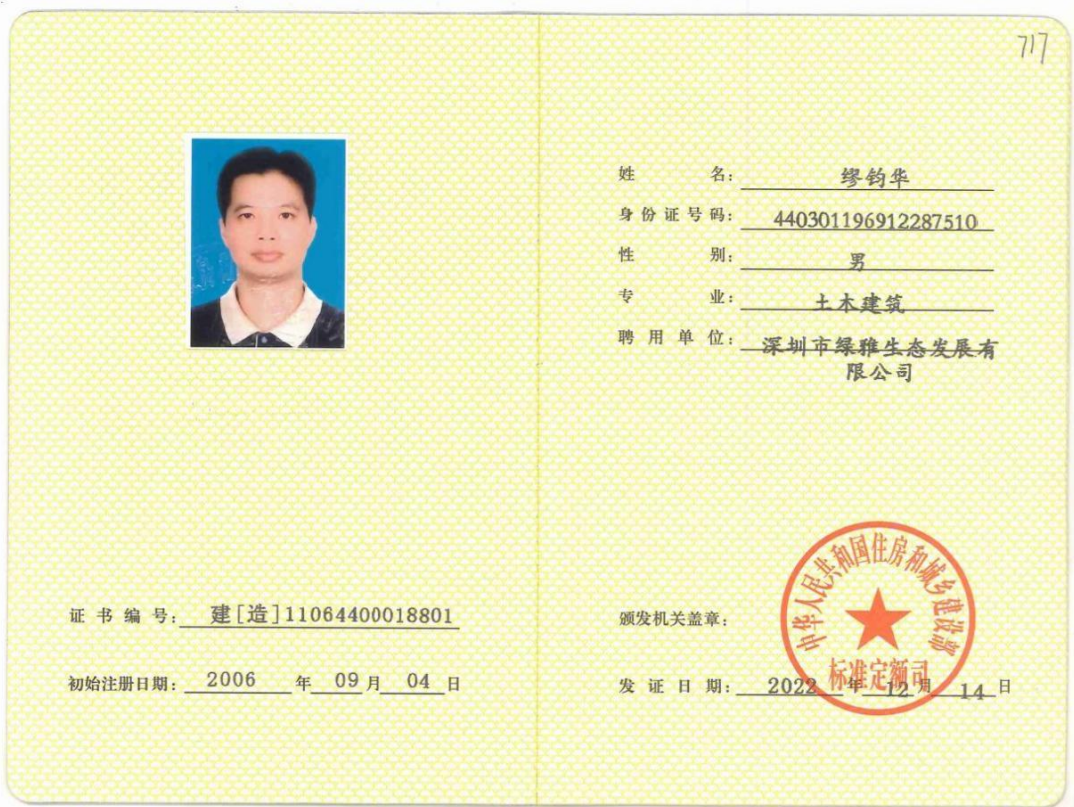 717
姓 名: 缪钧华
身份证号码: 440301196912287510
性 别: 男
专 业: 土木建筑
聘用单位: 深圳市绿雅生态发展有
限公司
证书编号: 建[造]11064400018801
初始注册日期: 2006 年 09 月 04 日
颁发机关盖章:
中华人民共和国住房和城乡建设部
标准定额司
发证日期: 2022 年 12 月 14 日